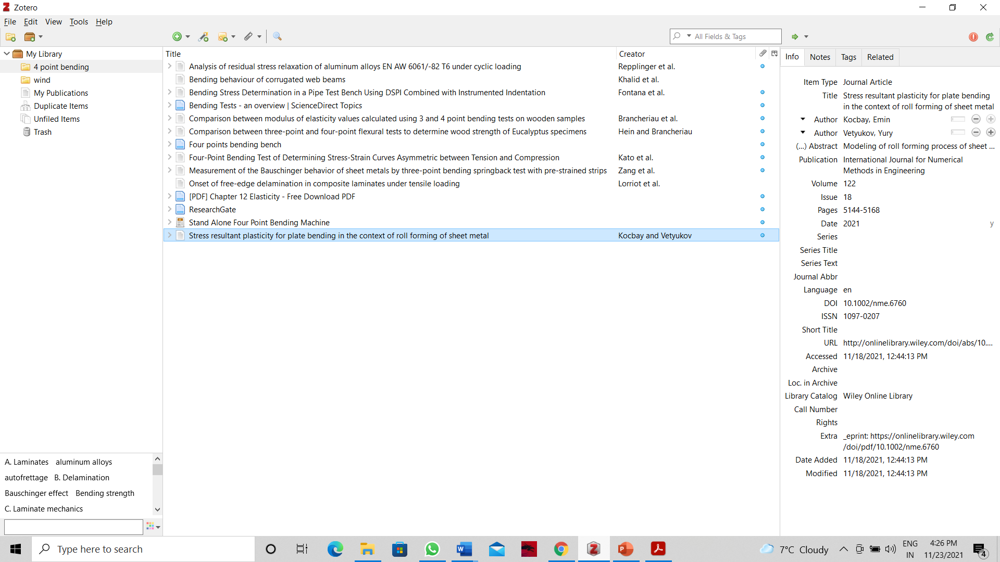 Zotero
File Edit View Tools Help
All Fields & Tags
My Library
4 point bending
wind
My Publications
Duplicate Items
Unfiled Items
Trash
Title Creator
Analysis of residual stress relaxation of aluminum alloys EN AW 6061/-82 T6 under cyclic loading Repplinger et al.
Bending behaviour of corrugated web beams Khalid et al.
Bending Stress Determination in a Pipe Test Bench Using DSPI Combined with Instrumented Indentation Fontana et al.
Bending Tests - an overview | ScienceDirect Topics
Comparison between modulus of elasticity values calculated using 3 and 4 point bending tests on wooden samples Brancheriau et al.
Comparison between three-point and four-point flexural tests to determine wood strength of Eucalyptus specimens Hein and Brancheriau
Four points bending bench
Four-Point Bending Test of Determining Stress-Strain Curves Asymmetric between Tension and Compression Kato et al.
Measurement of the Bauschinger behavior of sheet metals by three-point bending springback test with pre-strained strips Zang et al.
Onset of free-edge delamination in composite laminates under tensile loading Lorriot et al.
[PDF] Chapter 12 Elasticity - Free Download PDF
ResearchGate
Stand Alone Four Point Bending Machine
Stress resultant plasticity for plate bending in the context of roll forming of sheet metal Kocbay and Vetyukov
Info Notes Tags Related
Item Type Journal Article
Title Stress resultant plasticity for plate bending
in the context of roll forming of sheet metal
Author Kocbay, Emin
Author Vetyukov, Yury
(...) Abstract Modeling of roll forming process of sheet ...
Publication International Journal for Numerical
Methods in Engineering
Volume 122
Issue 18
Pages 5144-5168
Date 2021 y
Series
Series Title
Series Text
Journal Abbr
Language en
DOI 10.1002/nme.6760
ISSN 1097-0207
Short Title
URL http://onlinelibrary.wiley.com/doi/abs/10....
Accessed 11/18/2021, 12:44:13 PM
Archive
Loc. in Archive
Library Catalog Wiley Online Library
Call Number
Rights
Extra _eprint: https://onlinelibrary.wiley.com
/doi/pdf/10.1002/nme.6760
Date Added 11/18/2021, 12:44:13 PM
Modified 11/18/2021, 12:44:13 PM
A. Laminates aluminum alloys
autofrettage B. Delamination
Bauschinger effect Bending strength
C. Laminate mechanics
Type here to search
7°C Cloudy
ENG
IN
4:26 PM
11/23/2021
4